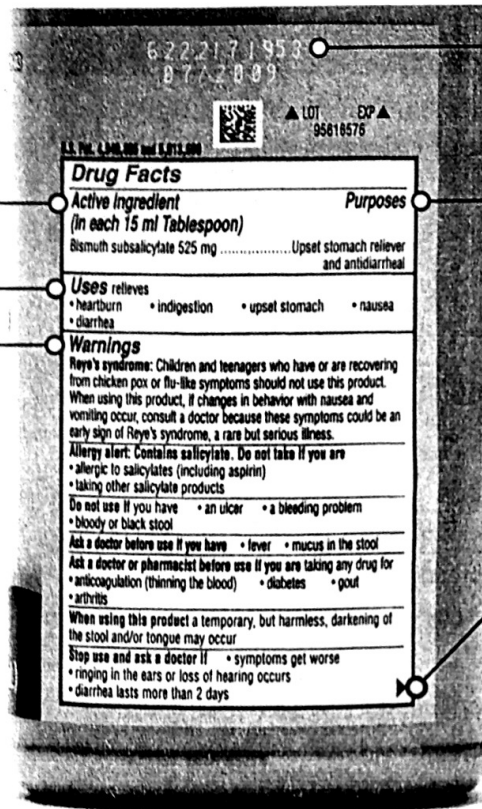 6222171953
07/2009
▲ LOT EXP ▲
95818576
U.S. Pat. and
Drug Facts
Active Ingredient Purposes
(in each 15 ml Tablespoon)
Bismuth subsalicylate 525 mg ..................Upset stomach reliever
and antidiarrheal
Uses relieves
• heartburn • indigestion • upset stomach • nausea
• diarrhea
Warnings
Reye's syndrome: Children and teenagers who have or are recovering
from chicken pox or flu-like symptoms should not use this product.
When using this product, if changes in behavior with nausea and
vomiting occur, consult a doctor because these symptoms could be an
early sign of Reye's syndrome, a rare but serious illness.
Allergy alert: Contains salicylate. Do not take if you are
• allergic to salicylates (including aspirin)
• taking other salicylate products
Do not use if you have • an ulcer • a bleeding problem
• bloody or black stool
Ask a doctor before use if you have • fever • mucus in the stool
Ask a doctor or pharmacist before use if you are taking any drug for
• anticoagulation (thinning the blood) • diabetes • gout
• arthritis
When using this product a temporary, but harmless, darkening of
the stool and/or tongue may occur
Stop use and ask a doctor if • symptoms get worse
• ringing in the ears or loss of hearing occurs
• diarrhea lasts more than 2 days